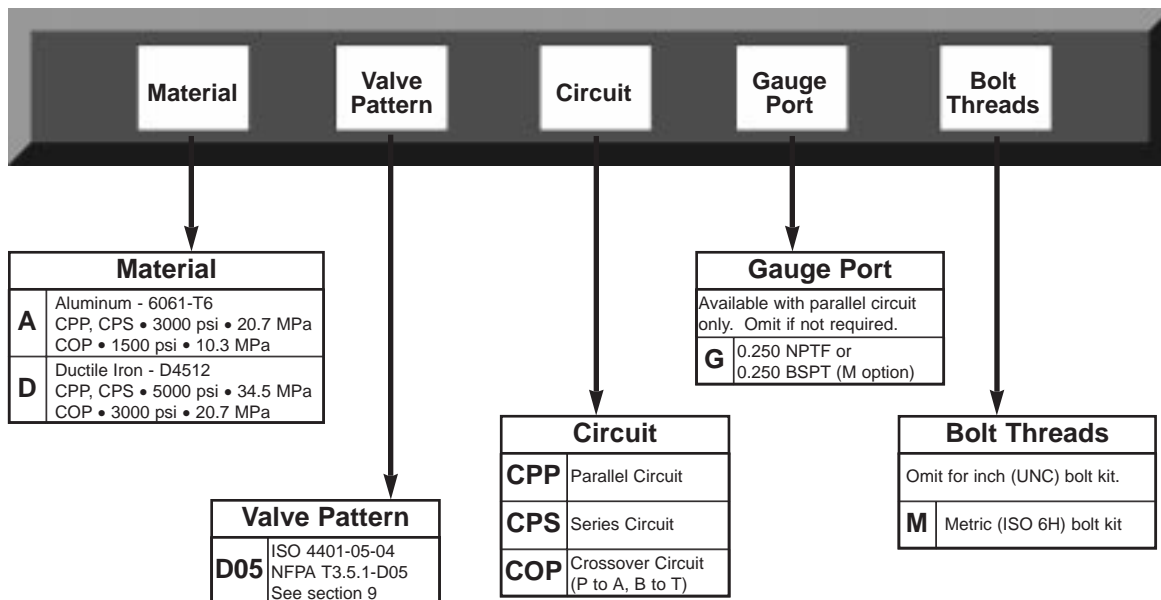 Material
Valve
Pattern
Circuit
Gauge
Port
Bolt
Threads
Material
A
Aluminum - 6061-T6
CPP, CPS • 3000 psi • 20.7 MPa
COP • 1500 psi • 10.3 MPa
D
Ductile Iron - D4512
CPP, CPS • 5000 psi • 34.5 MPa
COP • 3000 psi • 20.7 MPa
Valve Pattern
D05
ISO 4401-05-04
NFPA T3.5.1-D05
See section 9
Circuit
CPP Parallel Circuit
CPS Series Circuit
COP
Crossover Circuit
(P to A, B to T)
Gauge Port
Available with parallel circuit
only. Omit if not required.
G
0.250 NPTF or
0.250 BSPT (M option)
Bolt Threads
Omit for inch (UNC) bolt kit.
M Metric (ISO 6H) bolt kit